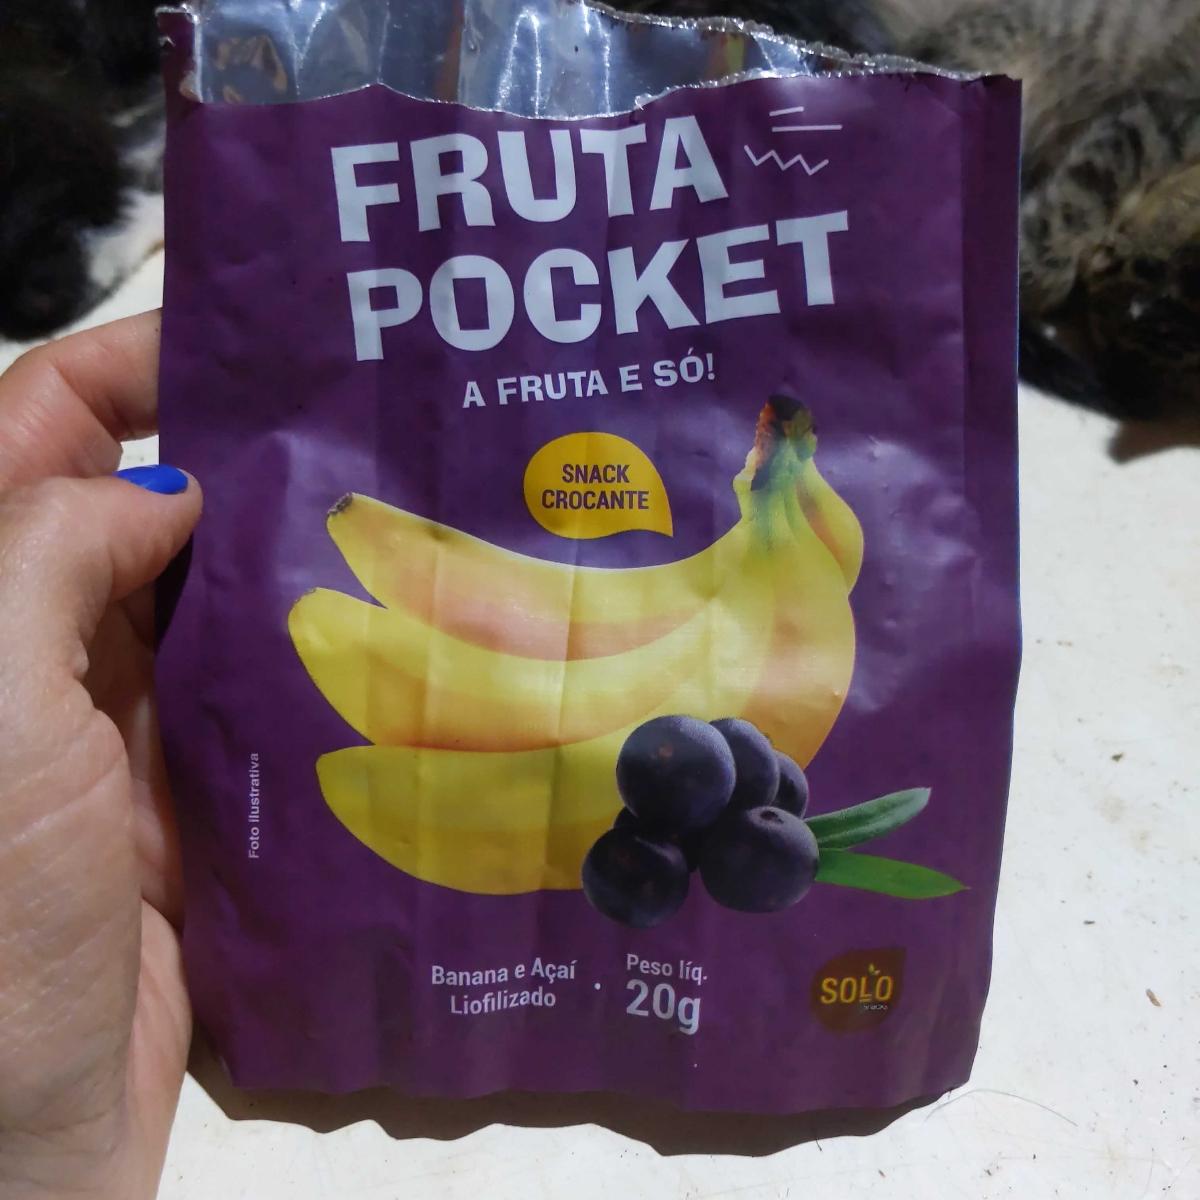 FRUTA
POCKET
A FRUTA E SÓ!
SNACK
CROCANTE
Foto ilustrativa
Banana e Açaí
Liofilizado
·
Peso líq.
20g
SOLO